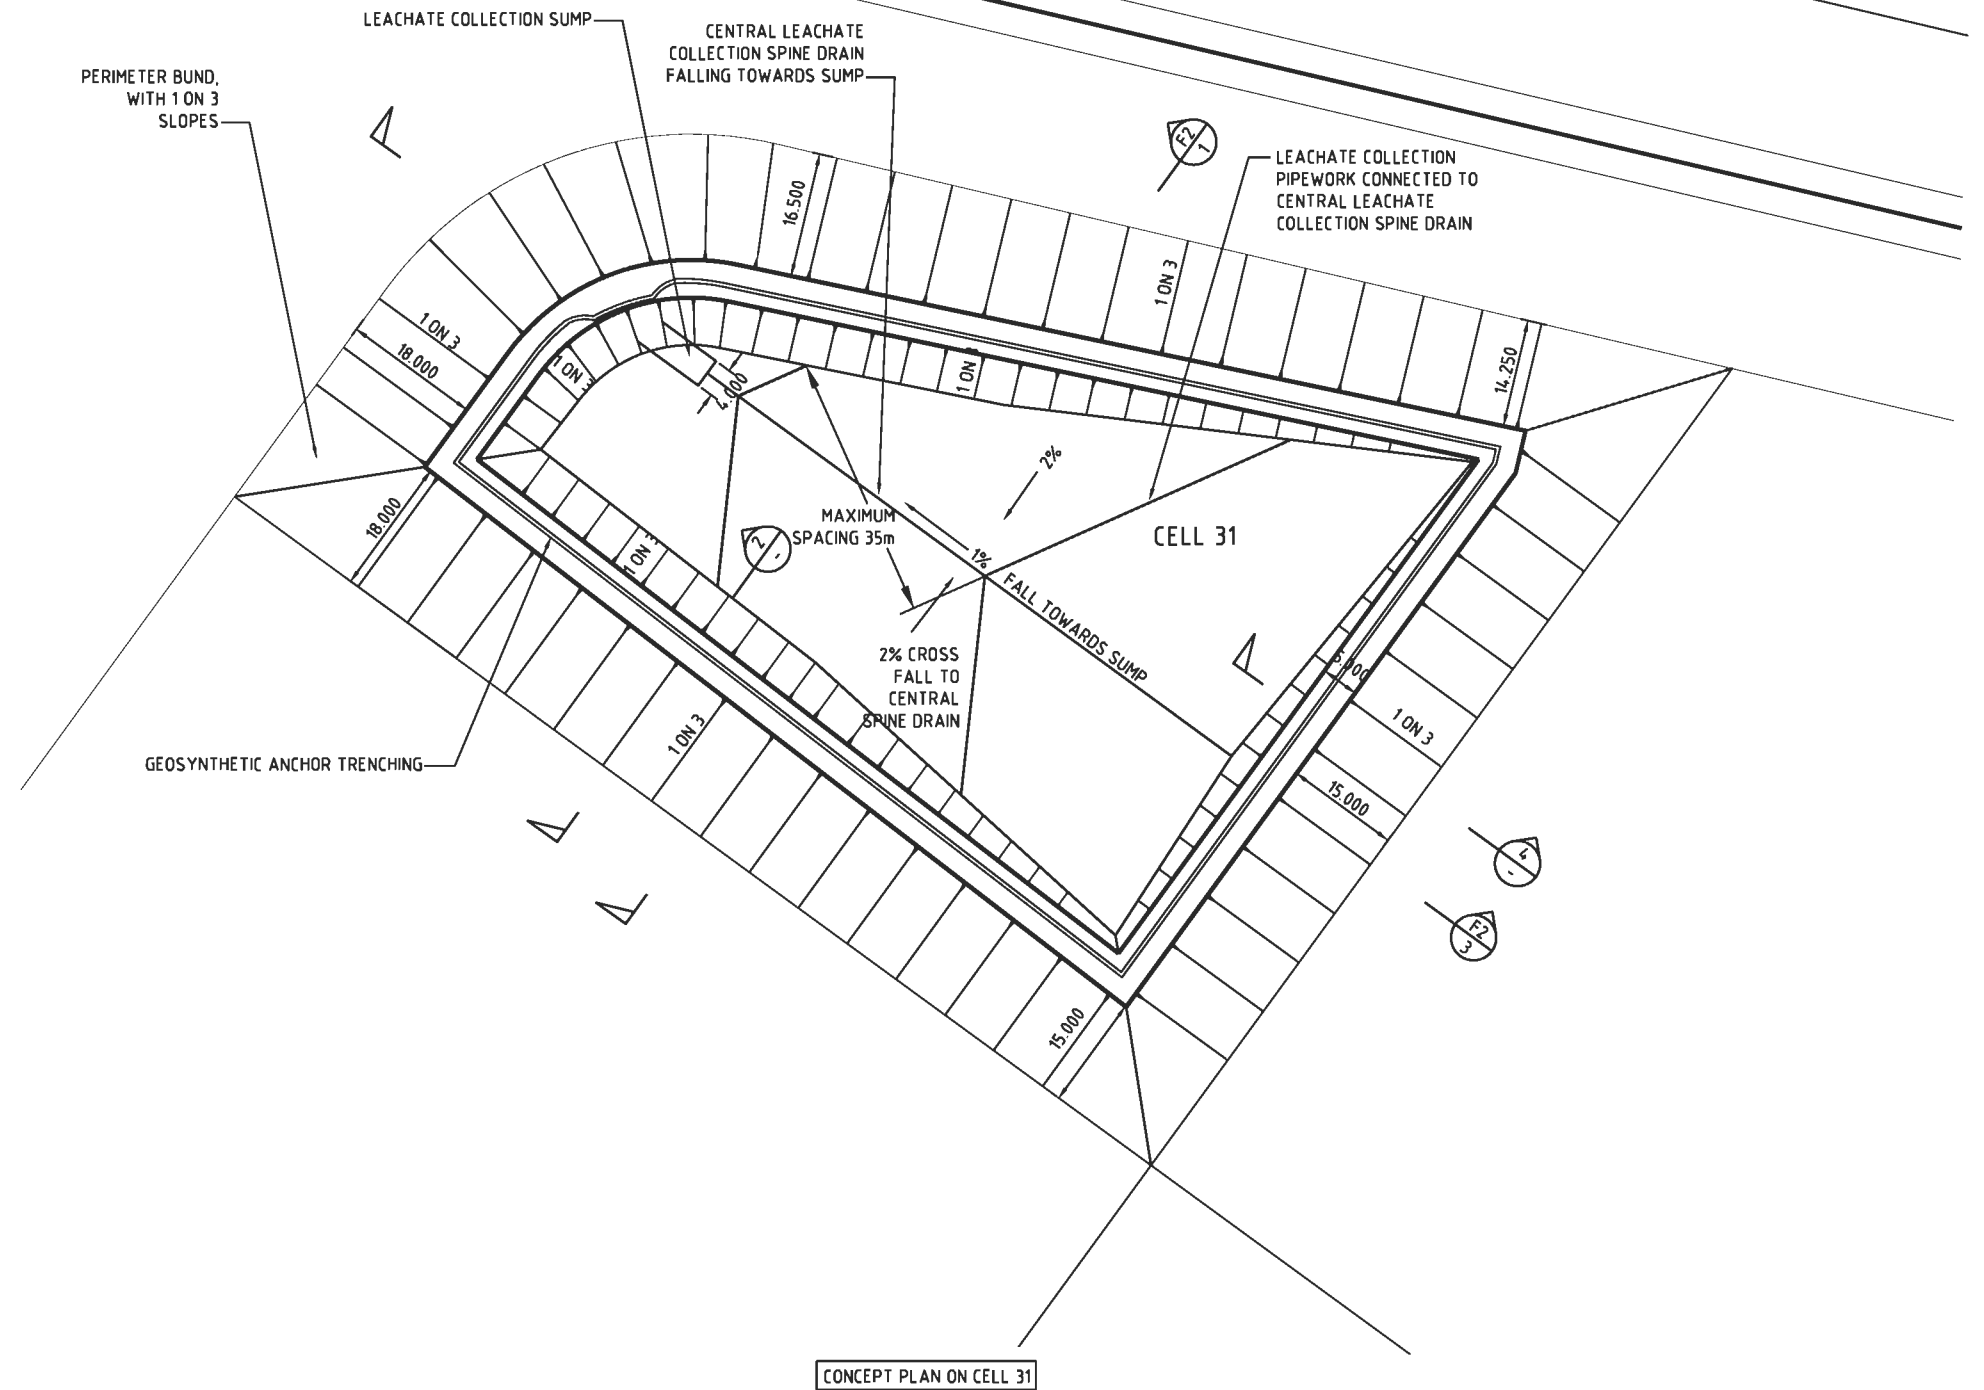 LEACHATE COLLECTION SUMP
CENTRAL LEACHATE
COLLECTION SPINE DRAIN
FALLING TOWARDS SUMP
PERIMETER BUND,
WITH 1 ON 3
SLOPES
F2
1
LEACHATE COLLECTION
PIPEWORK CONNECTED TO
CENTRAL LEACHATE
COLLECTION SPINE DRAIN
16.500
1 ON 3
1 ON 3
18.000
14.250
1 ON 3
1 ON 3
4.000
2%
18.000
MAXIMUM
SPACING 35m
CELL 31
2
-
1 ON 3
1%
FALL TOWARDS SUMP
2% CROSS
FALL TO
CENTRAL
SPINE DRAIN
5.000
1 ON 3
1 ON 3
GEOSYNTHETIC ANCHOR TRENCHING
15.000
4
-
F2
3
15.000
CONCEPT PLAN ON CELL 31